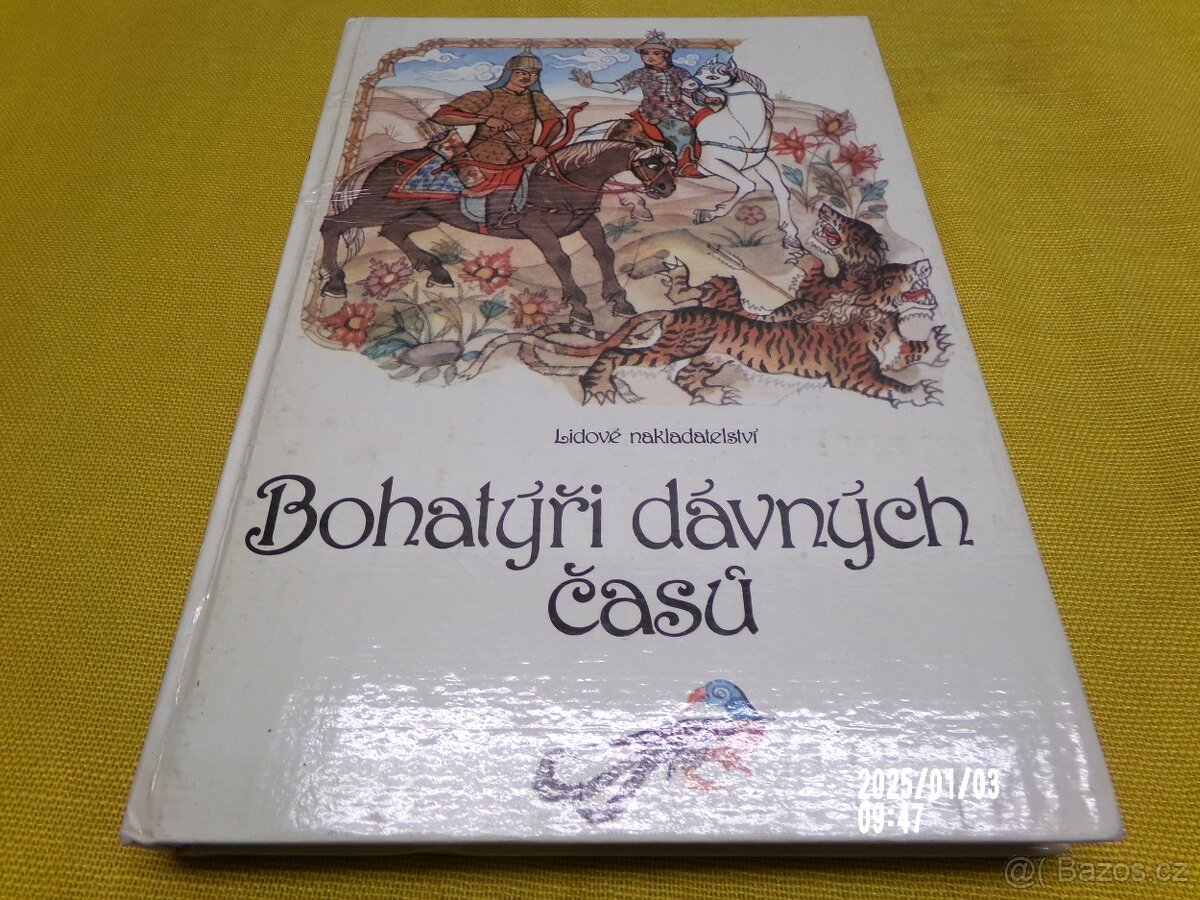 Lidové nakladatelství
Bohatýři dávných
časů
2025/01/03
09:47
@( Bazos.cz